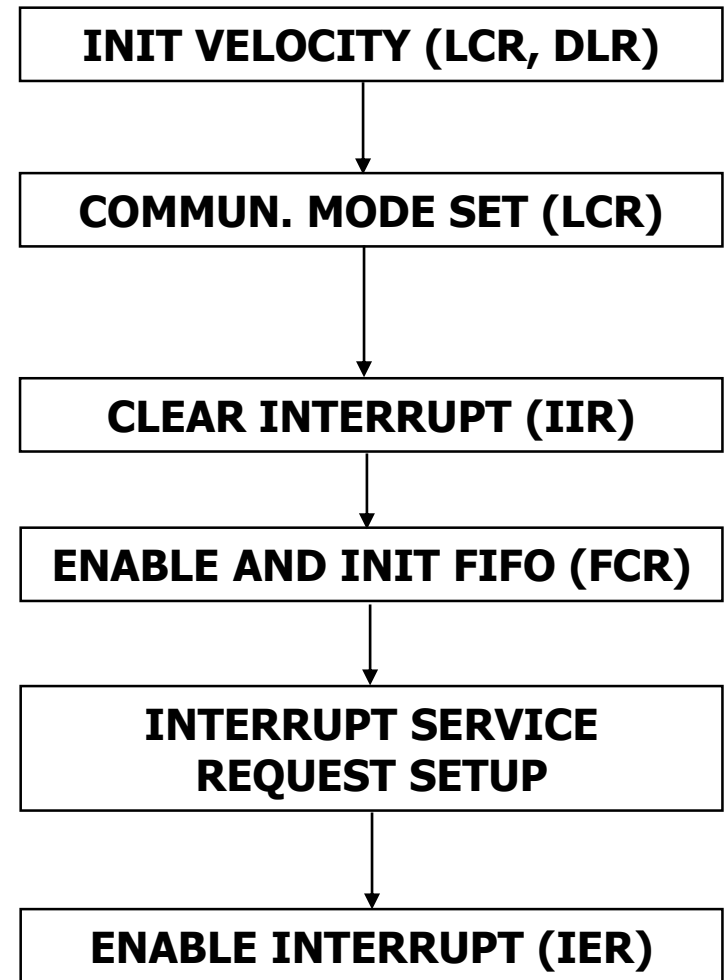 INIT VELOCITY (LCR, DLR)
COMMUN. MODE SET (LCR)
CLEAR INTERRUPT (IIR)
ENABLE AND INIT FIFO (FCR)
INTERRUPT SERVICE
REQUEST SETUP
ENABLE INTERRUPT (IER)